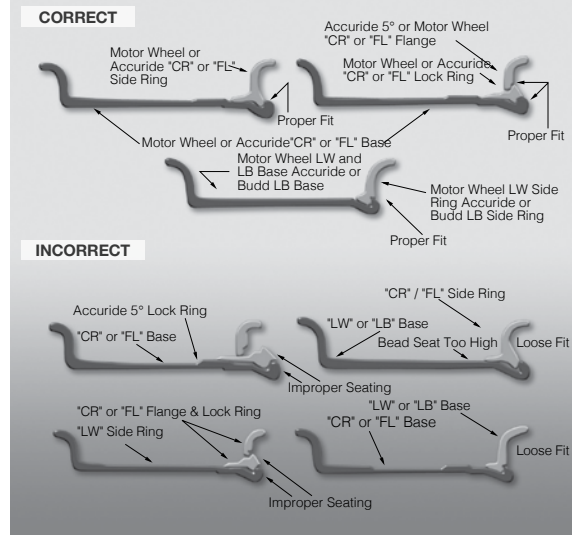 CORRECT
Motor Wheel or
Accuride "CR" or "FL"
Side Ring
Proper Fit
Accuride 5° or Motor Wheel
"CR" or "FL" Flange
Motor Wheel or Accuride
"CR" or "FL" Lock Ring
Proper Fit
Motor Wheel or Accuride"CR" or "FL" Base
Motor Wheel LW and
LB Base Accuride or
Budd LB Base
Motor Wheel LW Side
Ring Accuride or
Budd LB Side Ring
Proper Fit
INCORRECT
Accuride 5° Lock Ring
"CR" or "FL" Base
Improper Seating
"CR" / "FL" Side Ring
"LW" or "LB" Base
Bead Seat Too High
Loose Fit
"CR" or "FL" Flange & Lock Ring
"LW" Side Ring
Improper Seating
"LW" or "LB" Base
"CR" or "FL" Base
Loose Fit